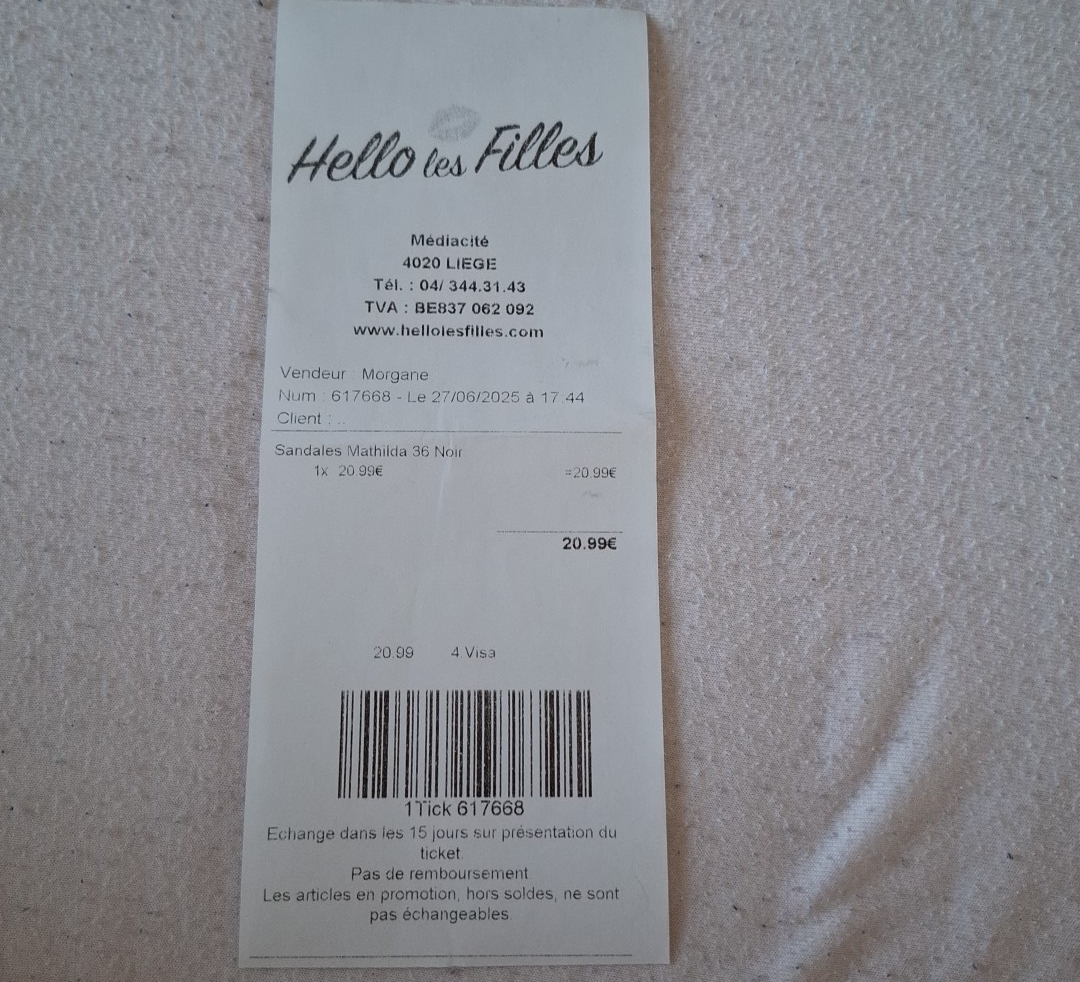 Hello les Filles
Médiacité
4020 LIEGE
Tél. : 04/ 344.31.43
TVA : BE837 062 092
www.hellolesfilles.com
Vendeur : Morgane
Num : 617668 - Le 27/06/2025 à 17:44
Client : ..
Sandales Mathilda 36 Noir
1x 20.99€ =20.99€
20.99€
20.99 4.Visa
1Tick 617668
Echange dans les 15 jours sur présentation du
ticket.
Pas de remboursement
Les articles en promotion, hors soldes, ne sont
pas échangeables.